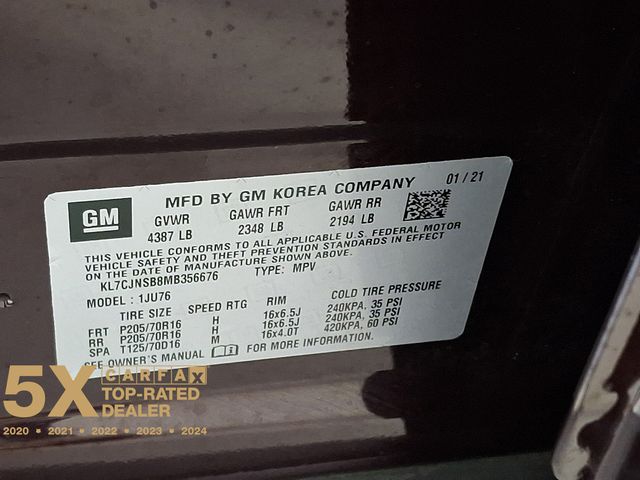 GM
MFD BY GM KOREA COMPANY 01 / 21
GVWR GAWR FRT GAWR RR
4387 LB 2348 LB 2194 LB
THIS VEHICLE CONFORMS TO ALL APPLICABLE U.S. FEDERAL MOTOR
VEHICLE SAFETY AND THEFT PREVENTION STANDARDS IN EFFECT
ON THE DATE OF MANUFACTURE SHOWN ABOVE.
KL7CJNSB8MB356676 TYPE: MPV
MODEL : 1JU76
TIRE SIZE SPEED RTG RIM COLD TIRE PRESSURE
FRT P205/70R16 H 16x6.5J 240KPA, 35 PSI
RR P205/70R16 H 16x6.5J 240KPA, 35 PSI
SPA T125/70D16 M 16x4.0T 420KPA, 60 PSI
SEE OWNER'S MANUAL FOR MORE INFORMATION.
5X CARFAX
TOP-RATED
DEALER
2020 • 2021 • 2022 • 2023 • 2024